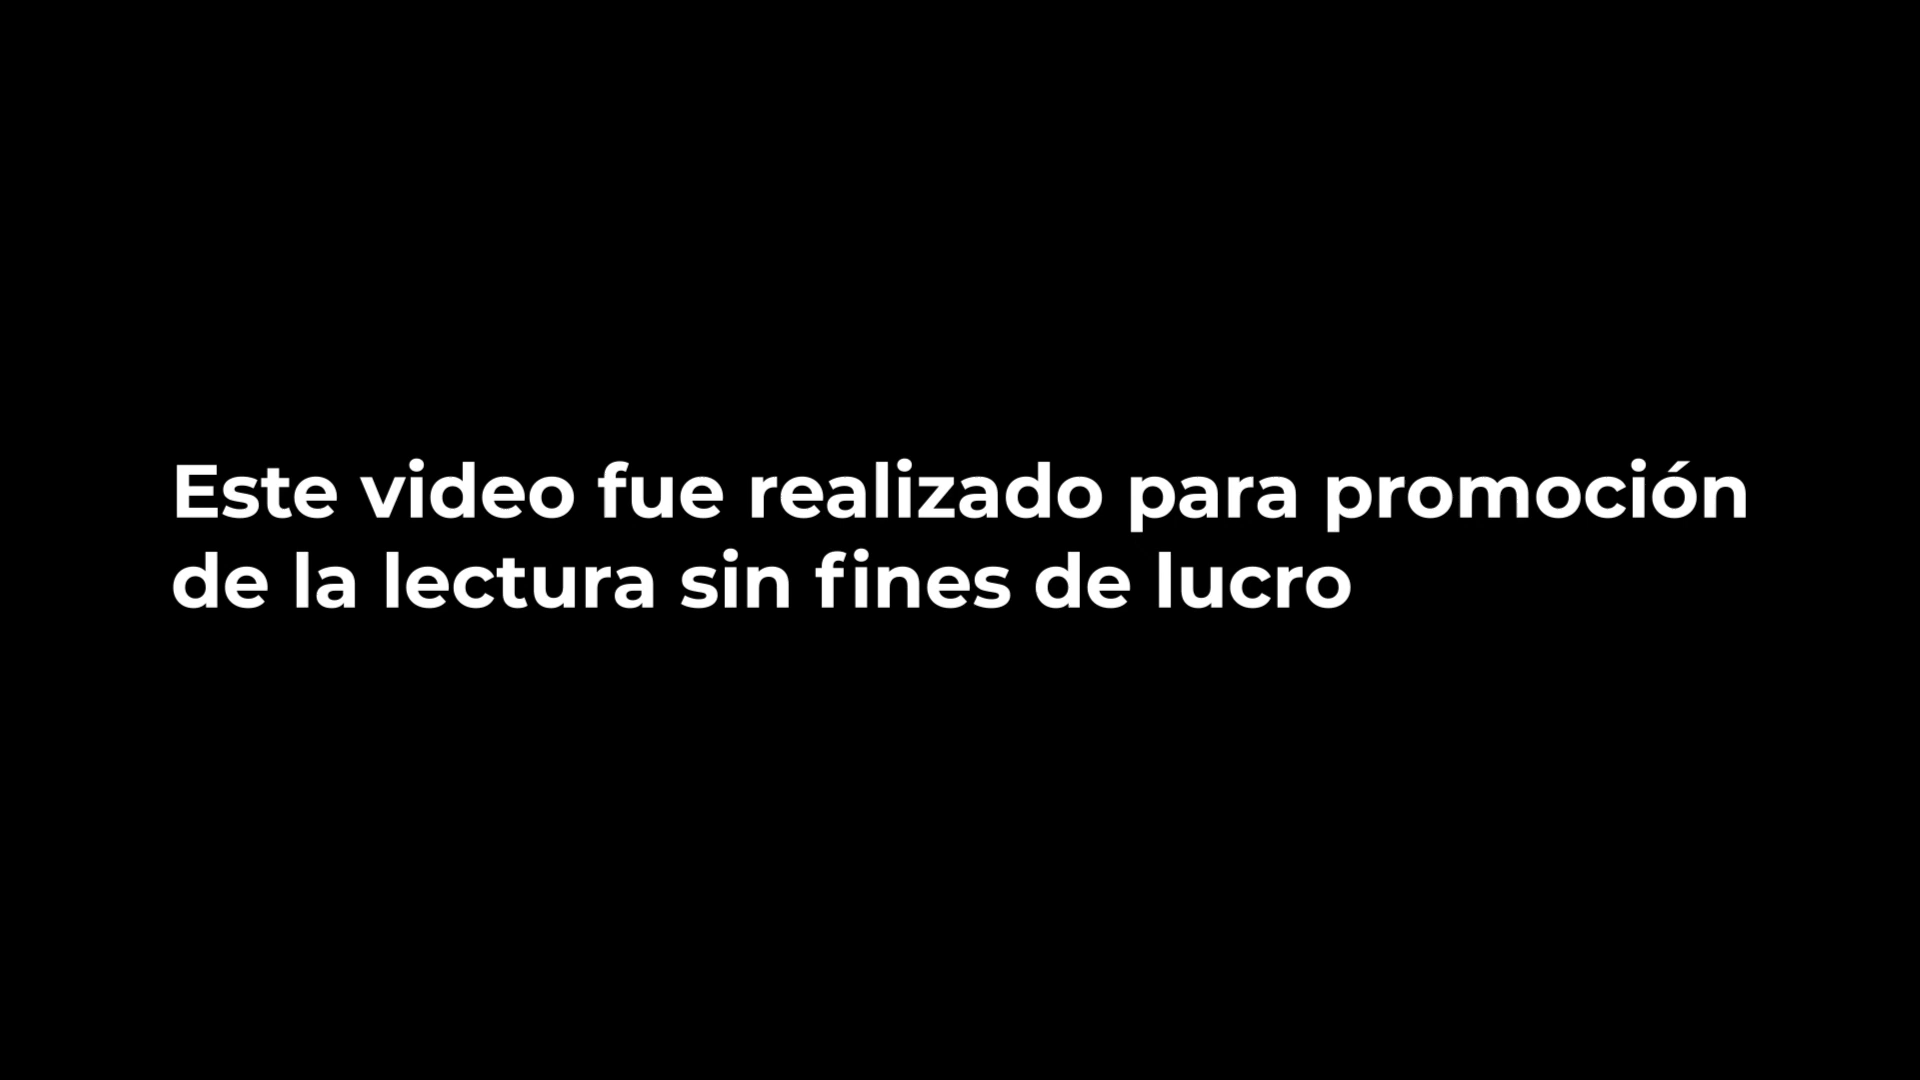 Este video fue realizado para promoción
de la lectura sin fines de lucro